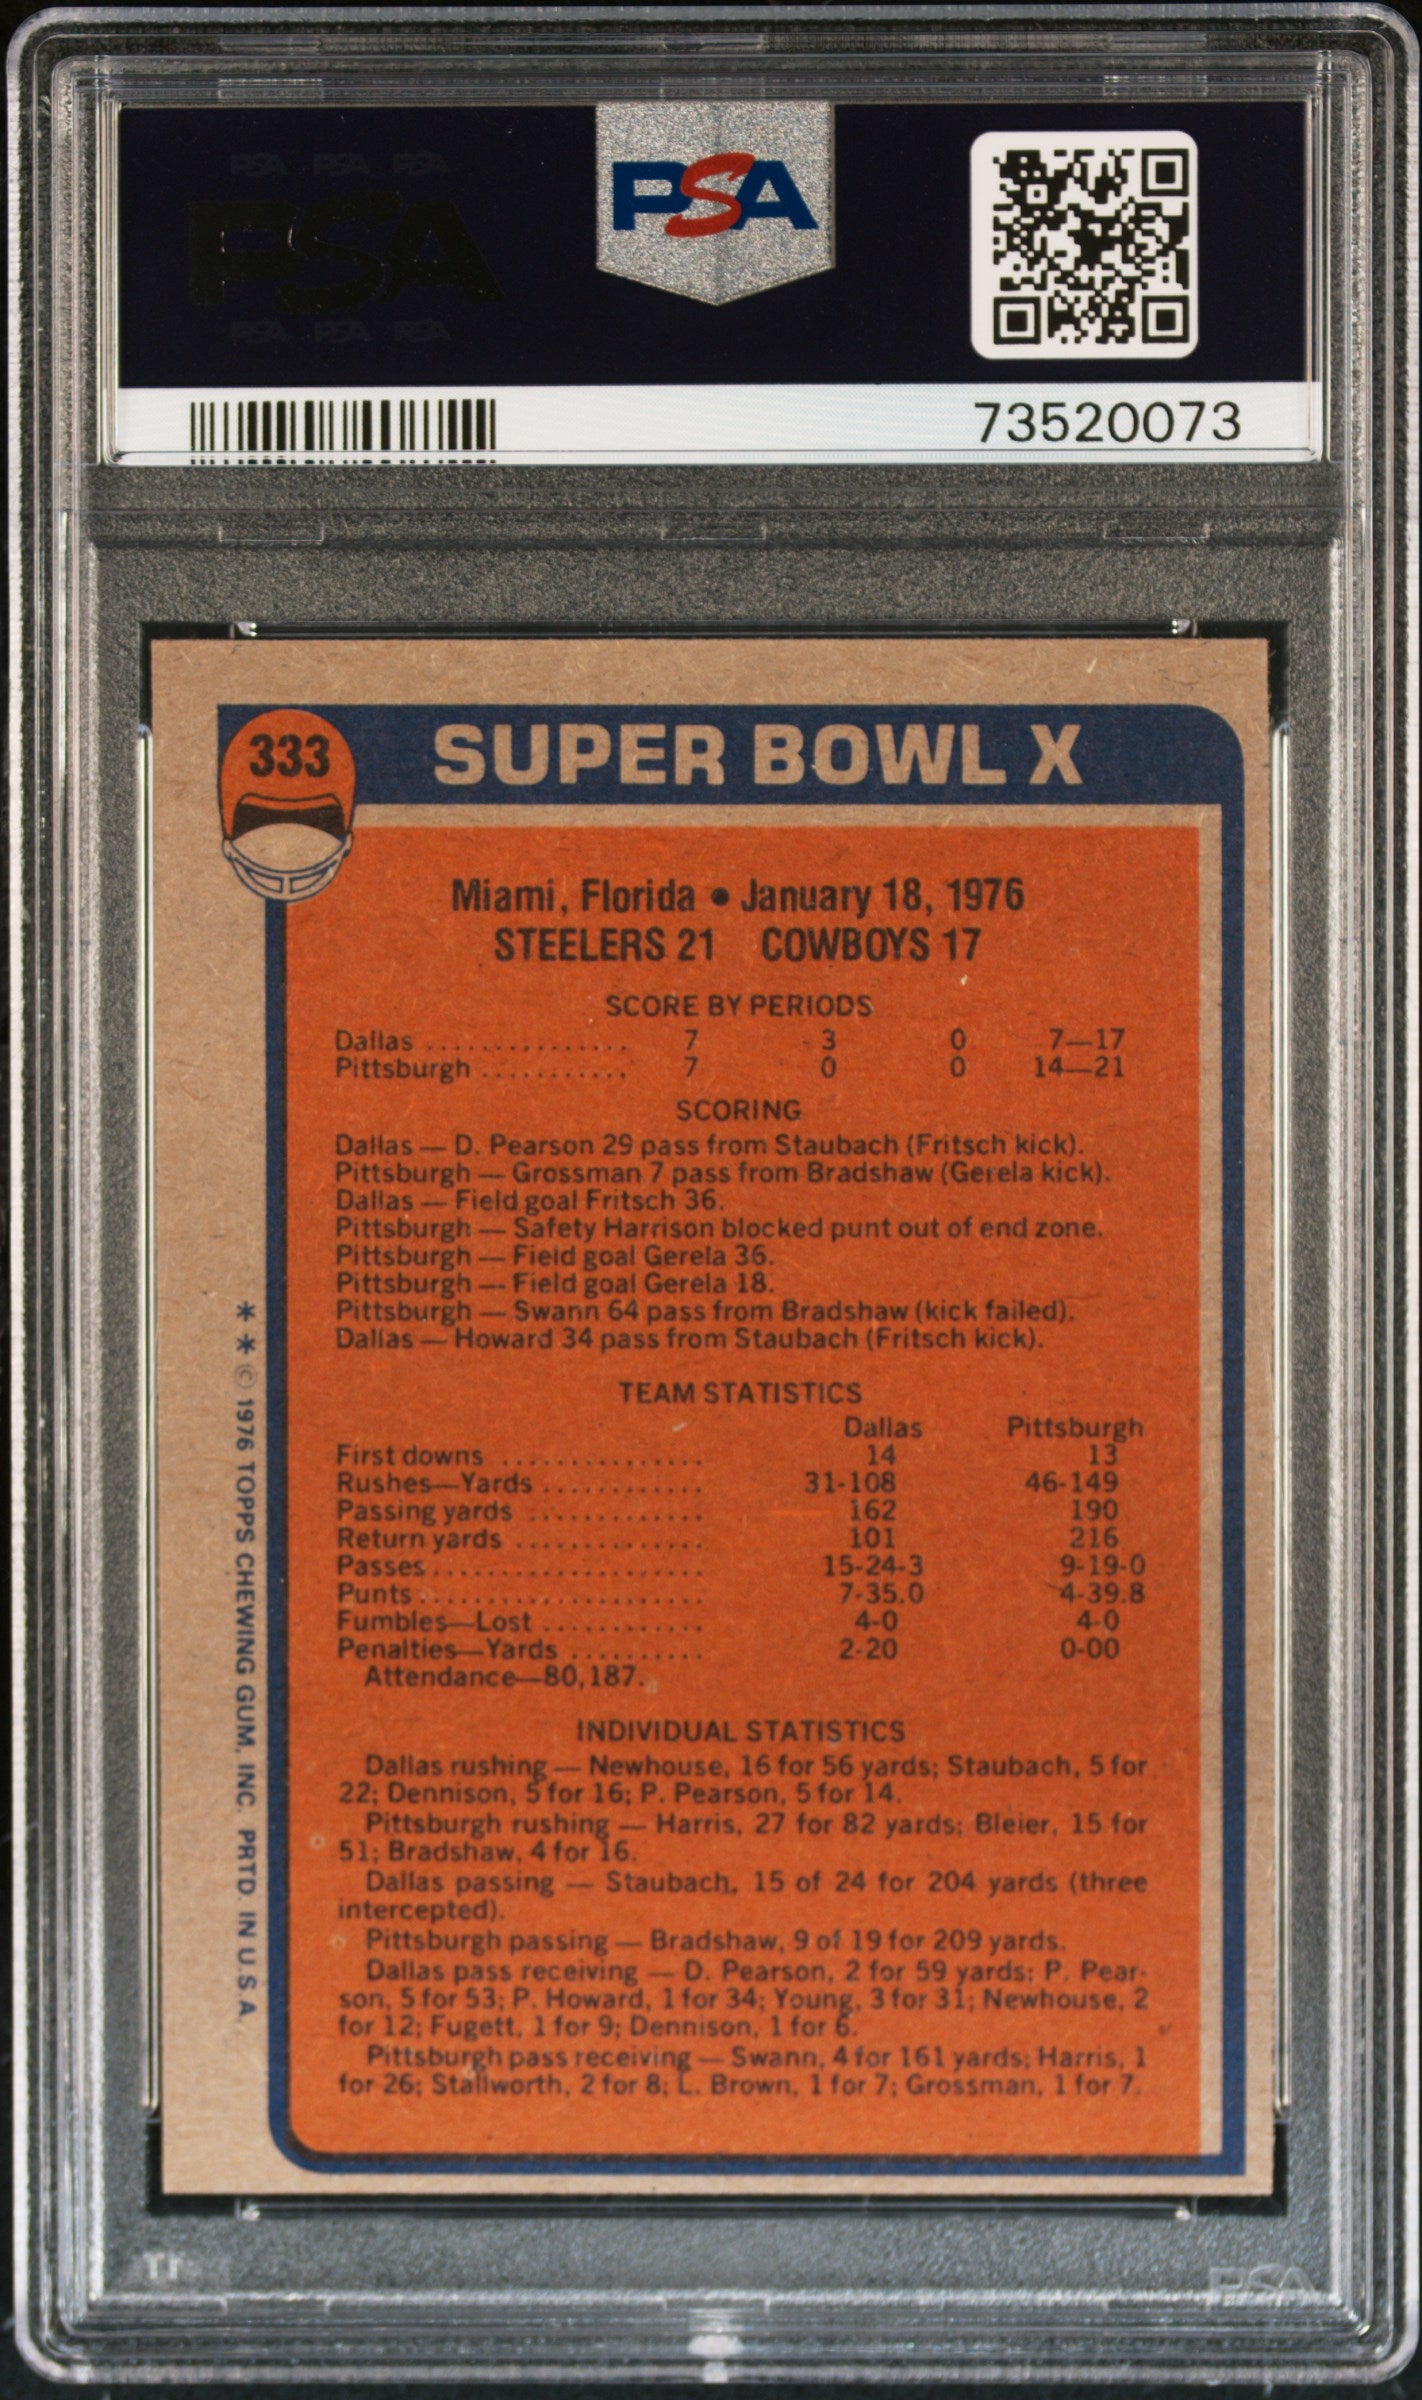 PSA PSA PSA
PSA
PSA PSA PSA
PSA
73520073
333
SUPER BOWL X
Miami, Florida • January 18, 1976
STEELERS 21 COWBOYS 17
SCORE BY PERIODS
Dallas ............... 7 3 0 7—17
Pittsburgh ........... 7 0 0 14—21
SCORING
Dallas — D. Pearson 29 pass from Staubach (Fritsch kick).
Pittsburgh — Grossman 7 pass from Bradshaw (Gerela kick).
Dallas — Field goal Fritsch 36.
Pittsburgh — Safety Harrison blocked punt out of end zone.
Pittsburgh — Field goal Gerela 36.
Pittsburgh — Field goal Gerela 18.
Pittsburgh — Swann 64 pass from Bradshaw (kick failed).
Dallas — Howard 34 pass from Staubach (Fritsch kick).
TEAM STATISTICS
Dallas Pittsburgh
First downs ............... 14 13
Rushes—Yards ............ 31-108 46-149
Passing yards ............. 162 190
Return yards .............. 101 216
Passes .................... 15-24-3 9-19-0
Punts ..................... 7-35.0 4-39.8
Fumbles—Lost ............ 4-0 4-0
Penalties—Yards .......... 2-20 0-00
Attendance—80,187.
INDIVIDUAL STATISTICS
Dallas rushing — Newhouse, 16 for 56 yards; Staubach, 5 for
22; Dennison, 5 for 16; P. Pearson, 5 for 14.
Pittsburgh rushing — Harris, 27 for 82 yards; Bleier, 15 for
51; Bradshaw, 4 for 16.
Dallas passing — Staubach, 15 of 24 for 204 yards (three
intercepted).
Pittsburgh passing — Bradshaw, 9 of 19 for 209 yards.
Dallas pass receiving — D. Pearson, 2 for 59 yards; P. Pear-
son, 5 for 53; P. Howard, 1 for 34; Young, 3 for 31; Newhouse, 2
for 12; Fugett, 1 for 9; Dennison, 1 for 6.
Pittsburgh pass receiving — Swann, 4 for 161 yards; Harris, 1
for 26; Stallworth, 2 for 8; L. Brown, 1 for 7; Grossman, 1 for 7.
* * © 1976 TOPPS CHEWING GUM, INC. PRTD. IN U.S.A.
PSA